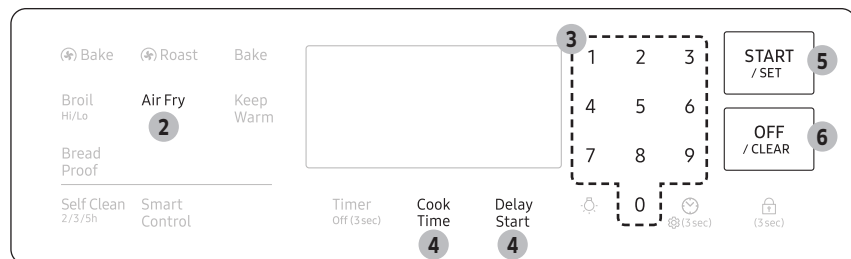 Bake Roast Bake
Broil
Hi/Lo
Air Fry
2
Keep
Warm
Bread
Proof
Self Clean
2/3/5h
Smart
Control
Timer
Off (3 sec)
Cook
Time
4
Delay
Start
4
3
1 2 3
4 5 6
7 8 9
0
(3 sec)
(3 sec)
START
/ SET
5
OFF
/ CLEAR
6